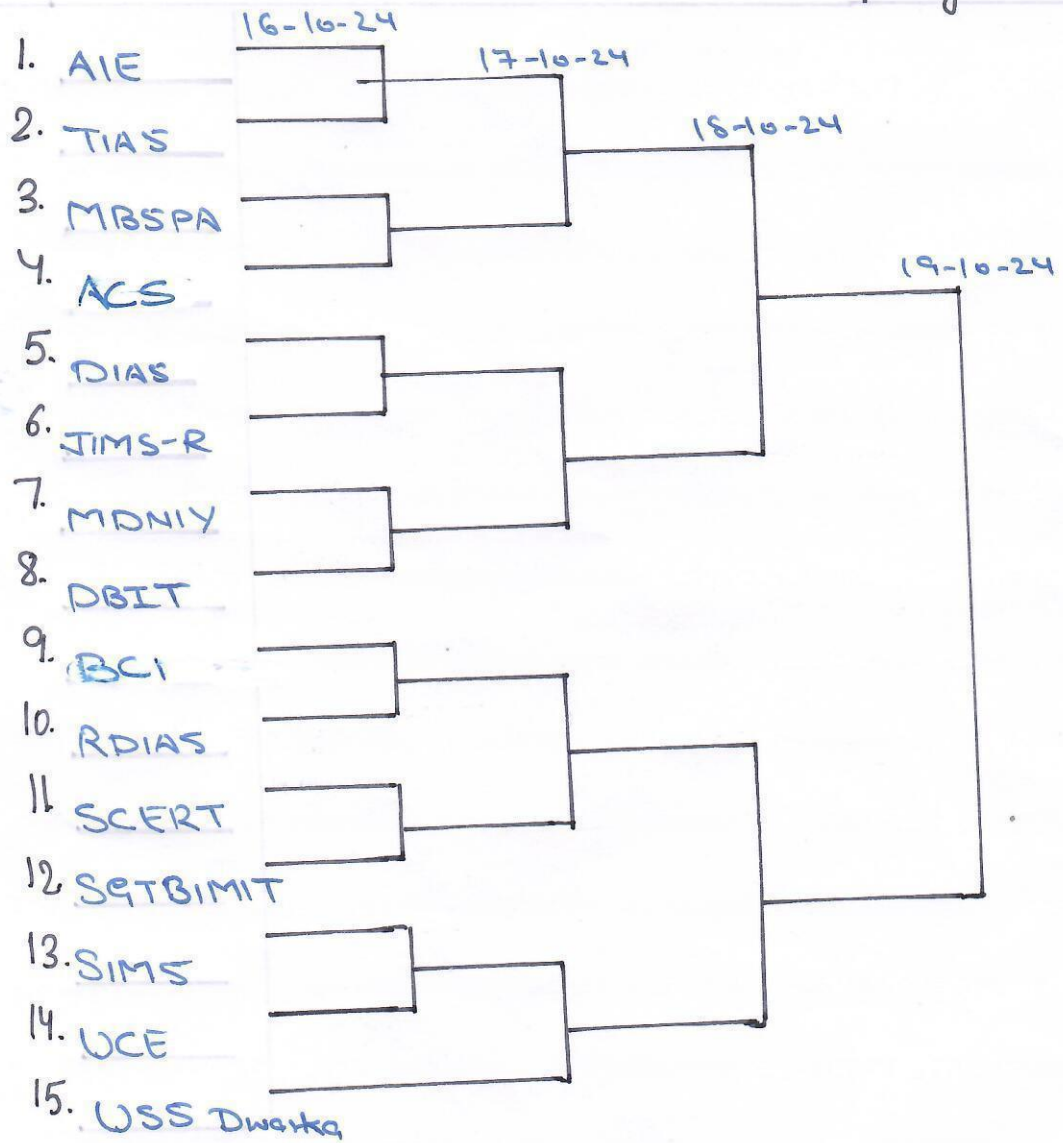 16-10-24
1. AIE
17-10-24
2. TIAS
18-10-24
3. MBSPA
4. ACS
19-10-24
5. DIAS
6. JIMS-R
7. MDNIY
8. DBIT
9. BCI
10. RDIAS
11 SCERT
12. SGTBIMIT
13. SIMS
14. UCE
15. USS Dwarka